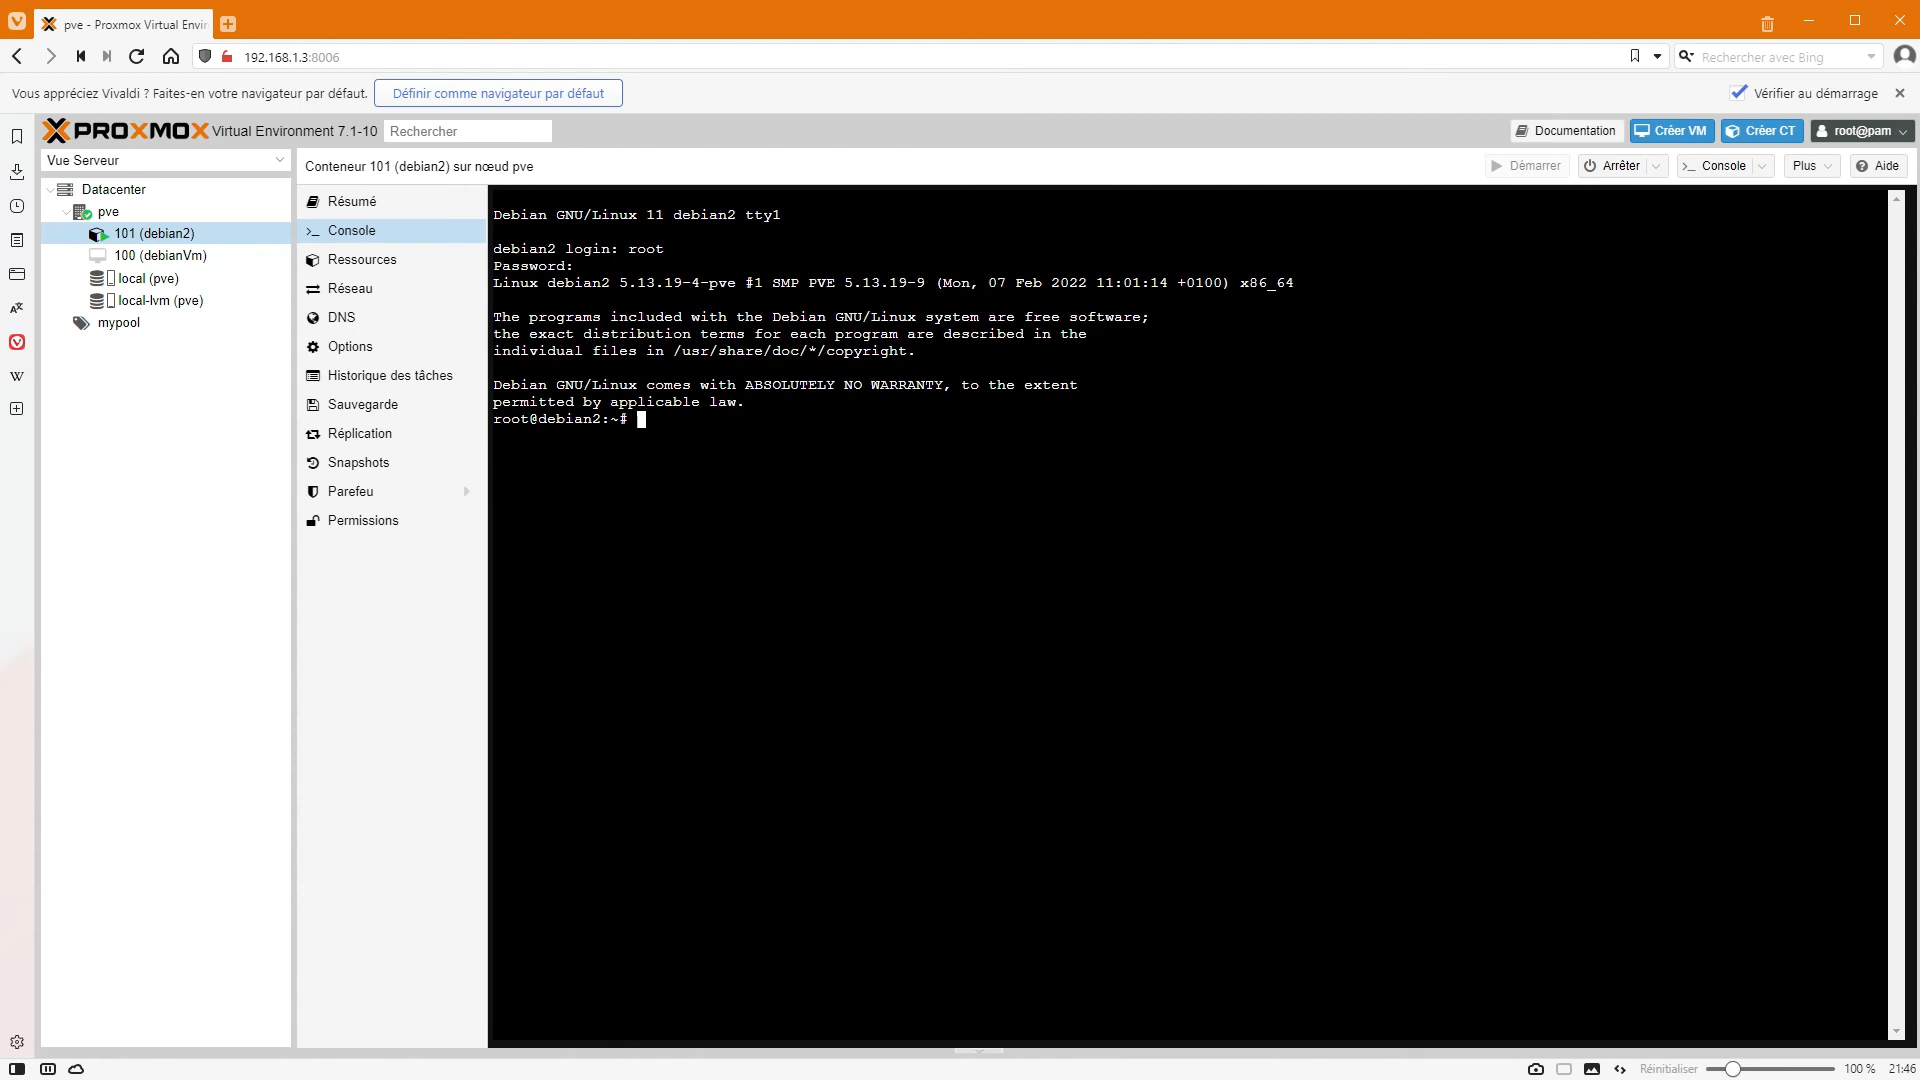 pve - Proxmox Virtual Envir
192.168.1.3:8006
Rechercher avec Bing
Vous appréciez Vivaldi ? Faites-en votre navigateur par défaut.
Définir comme navigateur par défaut
Vérifier au démarrage
PROXMOX Virtual Environment 7.1-10
Rechercher
Documentation
Créer VM
Créer CT
root@pam
Vue Serveur
Datacenter
pve
101 (debian2)
100 (debianVm)
local (pve)
local-lvm (pve)
mypool
Conteneur 101 (debian2) sur nœud pve
Démarrer
Arrêter
Console
Plus
Aide
Résumé
Console
Ressources
Réseau
DNS
Options
Historique des tâches
Sauvegarde
Réplication
Snapshots
Parefeu
Permissions
Debian GNU/Linux 11 debian2 tty1
debian2 login: root
Password:
Linux debian2 5.13.19-4-pve #1 SMP PVE 5.13.19-9 (Mon, 07 Feb 2022 11:01:14 +0100) x86_64
The programs included with the Debian GNU/Linux system are free software;
the exact distribution terms for each program are described in the
individual files in /usr/share/doc/*/copyright.
Debian GNU/Linux comes with ABSOLUTELY NO WARRANTY, to the extent
permitted by applicable law.
root@debian2:~#
Réinitialiser
100 %
21:46